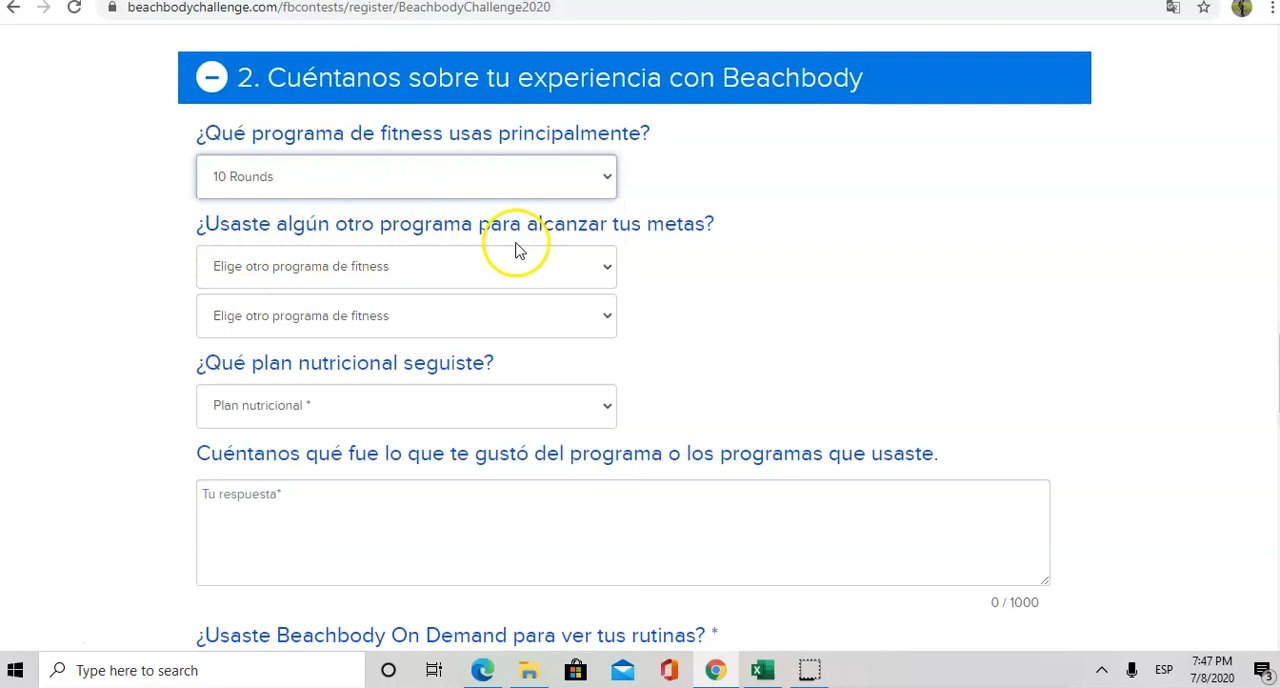 beachbodychallenge.com/fbcontests/register/BeachbodyChallenge2020
2. Cuéntanos sobre tu experiencia con Beachbody
¿Qué programa de fitness usas principalmente?
10 Rounds
¿Usaste algún otro programa para alcanzar tus metas?
Elige otro programa de fitness
Elige otro programa de fitness
¿Qué plan nutricional seguiste?
Plan nutricional *
Cuéntanos qué fue lo que te gustó del programa o los programas que usaste.
Tu respuesta*
0 / 1000
¿Usaste Beachbody On Demand para ver tus rutinas? *
Type here to search
ESP
7:47 PM
7/8/2020
3